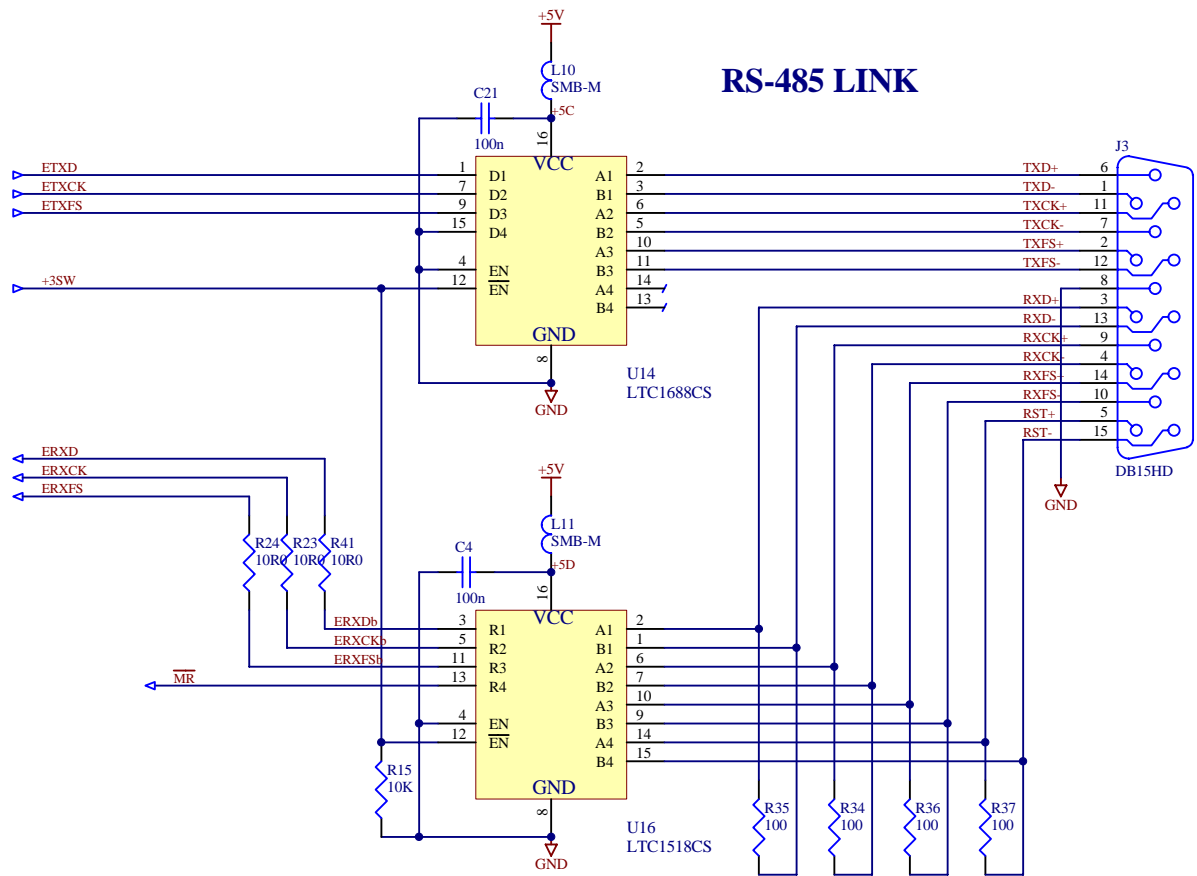 +5V
RS-485 LINK
L10
SMB-M
C21
+5C
100n
16
VCC
J3
ETXD
1
D1
A1
2
TXD+
6
ETXCK
7
D2
B1
3
TXD-
1
ETXFS
9
D3
A2
6
TXCK+
11
15
D4
B2
5
TXCK-
7
A3
10
TXFS+
2
4
EN
B3
11
TXFS-
12
+3SW
12
EN
A4
14
8
B4
13
RXD+
3
RXD-
13
GND
RXCK+
9
8
RXCK-
4
U14
RXFS+
14
LTC1688CS
RXFS-
10
GND
RST+
5
RST-
15
DB15HD
GND
ERXD
ERXCK
ERXFS
+5V
L11
SMB-M
R24
10R0
R23
10R0
R41
10R0
C4
+5D
100n
16
VCC
ERXDb
3
R1
A1
2
ERXCKb
5
R2
B1
1
ERXFSb
11
R3
A2
6
MR
13
R4
B2
7
A3
10
4
EN
B3
9
12
EN
A4
14
B4
15
R15
10K
GND
8
U16
LTC1518CS
GND
R35
100
R34
100
R36
100
R37
100